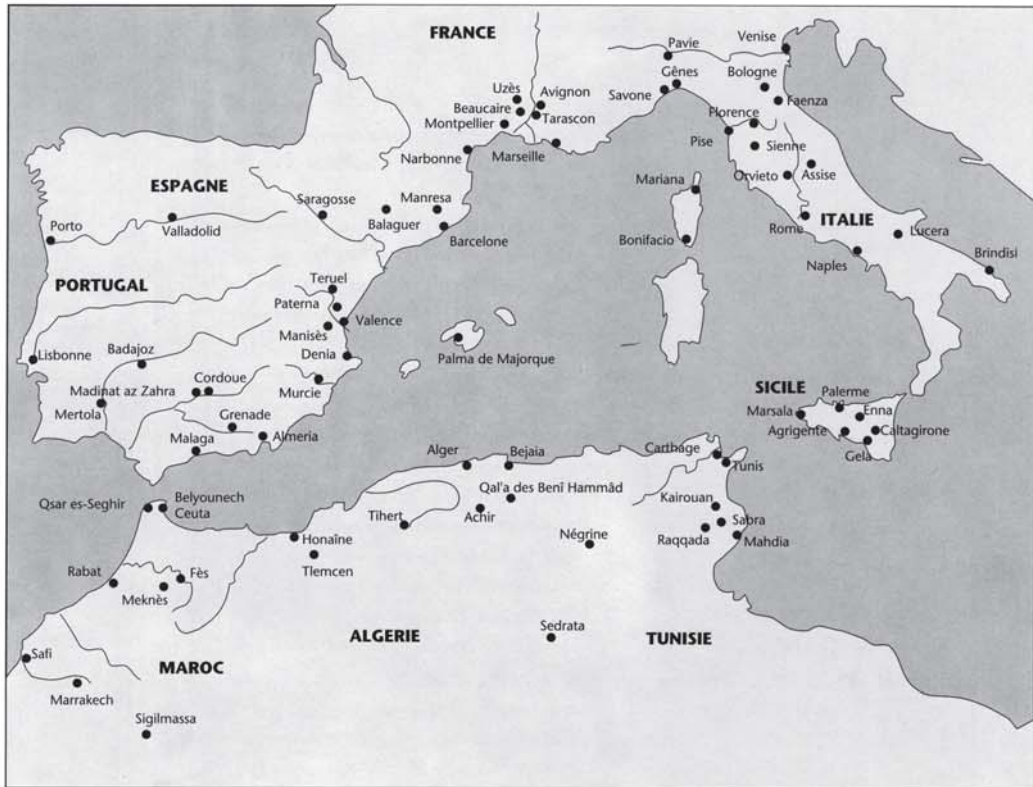 FRANCE
Pavie
Venise
Gênes
Bologne
Uzès
Avignon
Savone
Faenza
Beaucaire
Tarascon
Florence
Montpellier
Pise
Sienne
Narbonne
Marseille
Orvieto
Assise
Mariana
ESPAGNE
Saragosse
Manresa
Balaguer
Porto
Valladolid
Barcelone
Bonifacio
Rome
ITALIE
Lucera
Naples
Brindisi
PORTUGAL
Teruel
Paterna
Valence
Manisès
Lisbonne
Badajoz
Denia
Palma de Majorque
Madinat az Zahra
Cordoue
Murcie
Mertola
Grenade
Malaga
Almeria
SICILE
Palerme
Marsala
Enna
Agrigente
Caltagirone
Gela
Alger
Bejaia
Carthage
Tunis
Qsar es-Seghir
Belyounech
Ceuta
Qal'a des Benî Hammâd
Kairouan
Tihert
Achir
Négrine
Sabra
Raqqada
Mahdia
Honaîne
Tlemcen
Rabat
Fès
Meknès
Sedrata
ALGERIE
TUNISIE
Safi
MAROC
Marrakech
Sigilmassa